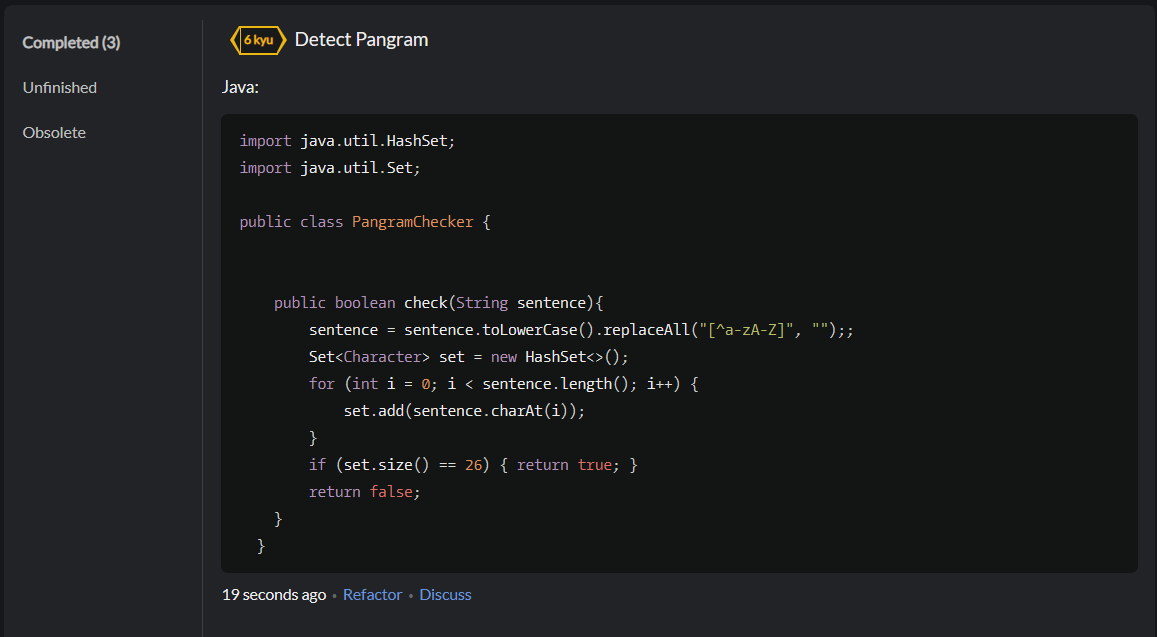 Completed (3)
Unfinished
Obsolete
6 kyu Detect Pangram
Java:
import java.util.HashSet;
import java.util.Set;
public class PangramChecker {
public boolean check(String sentence){
sentence = sentence.toLowerCase().replaceAll("[^a-zA-Z]", "");;
Set<Character> set = new HashSet<>();
for (int i = 0; i < sentence.length(); i++) {
set.add(sentence.charAt(i));
}
if (set.size() == 26) { return true; }
return false;
}
}
19 seconds ago • Refactor • Discuss